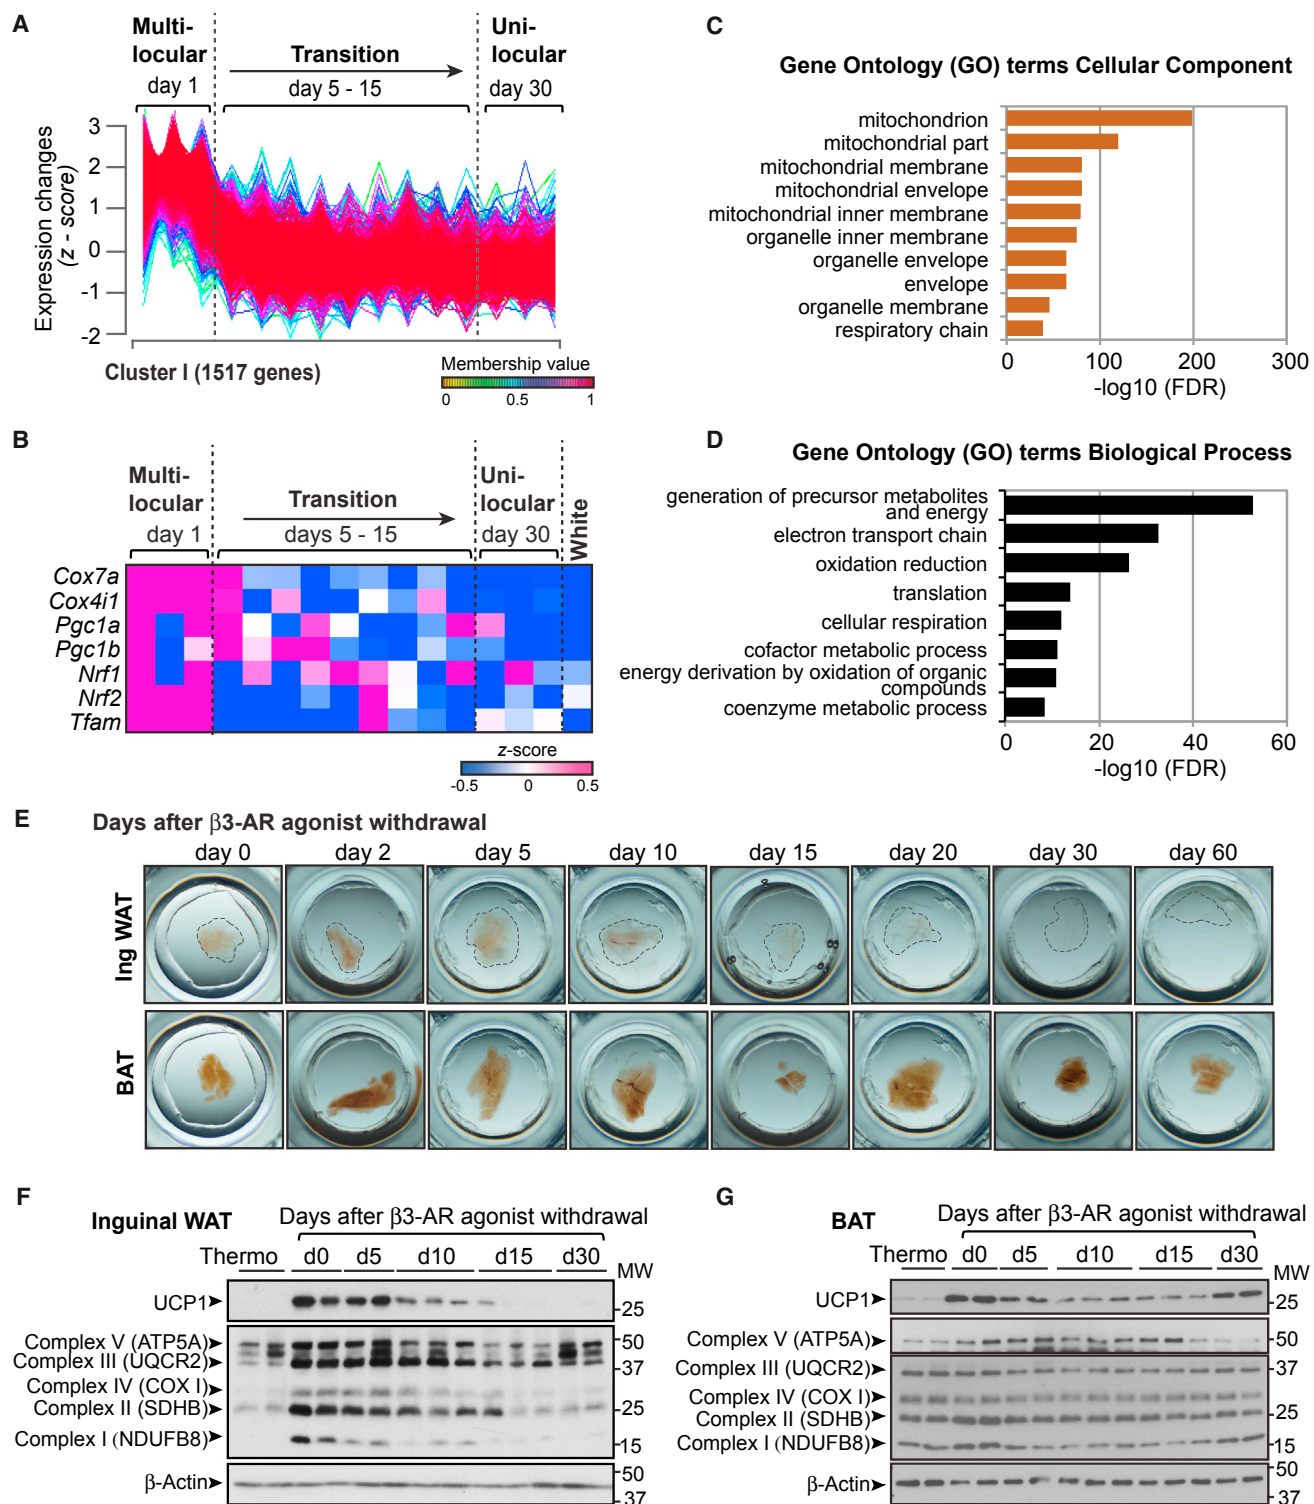 A
Multi-
locular
day 1
Transition
day 5 - 15
Uni-
locular
day 30
Expression changes
(z - score)
3
2
1
0
-1
-2
Cluster I (1517 genes)
Membership value
0 0.5 1
B
Multi-
locular
day 1
Transition
days 5 - 15
Uni-
locular
day 30
White
Cox7a
Cox4i1
Pgc1a
Pgc1b
Nrf1
Nrf2
Tfam
z-score
-0.5 0 0.5
C
Gene Ontology (GO) terms Cellular Component
mitochondrion
mitochondrial part
mitochondrial membrane
mitochondrial envelope
mitochondrial inner membrane
organelle inner membrane
organelle envelope
envelope
organelle membrane
respiratory chain
0 100 200 300
-log10 (FDR)
D
Gene Ontology (GO) terms Biological Process
generation of precursor metabolites
and energy
electron transport chain
oxidation reduction
translation
cellular respiration
cofactor metabolic process
energy derivation by oxidation of organic
compounds
coenzyme metabolic process
0 20 40 60
-log10 (FDR)
E
Days after β3-AR agonist withdrawal
day 0 day 2 day 5 day 10 day 15 day 20 day 30 day 60
Ing WAT
BAT
F
Inguinal WAT
Days after β3-AR agonist withdrawal
Thermo d0 d5 d10 d15 d30
MW
UCP1
25
Complex V (ATP5A)
50
Complex III (UQCR2)
37
Complex IV (COX I)
Complex II (SDHB)
25
Complex I (NDUFB8)
15
β-Actin
50
37
G
BAT
Days after β3-AR agonist withdrawal
Thermo d0 d5 d10 d15 d30
MW
UCP1
25
Complex V (ATP5A)
50
Complex III (UQCR2)
37
Complex IV (COX I)
Complex II (SDHB)
25
Complex I (NDUFB8)
15
β-Actin
50
37